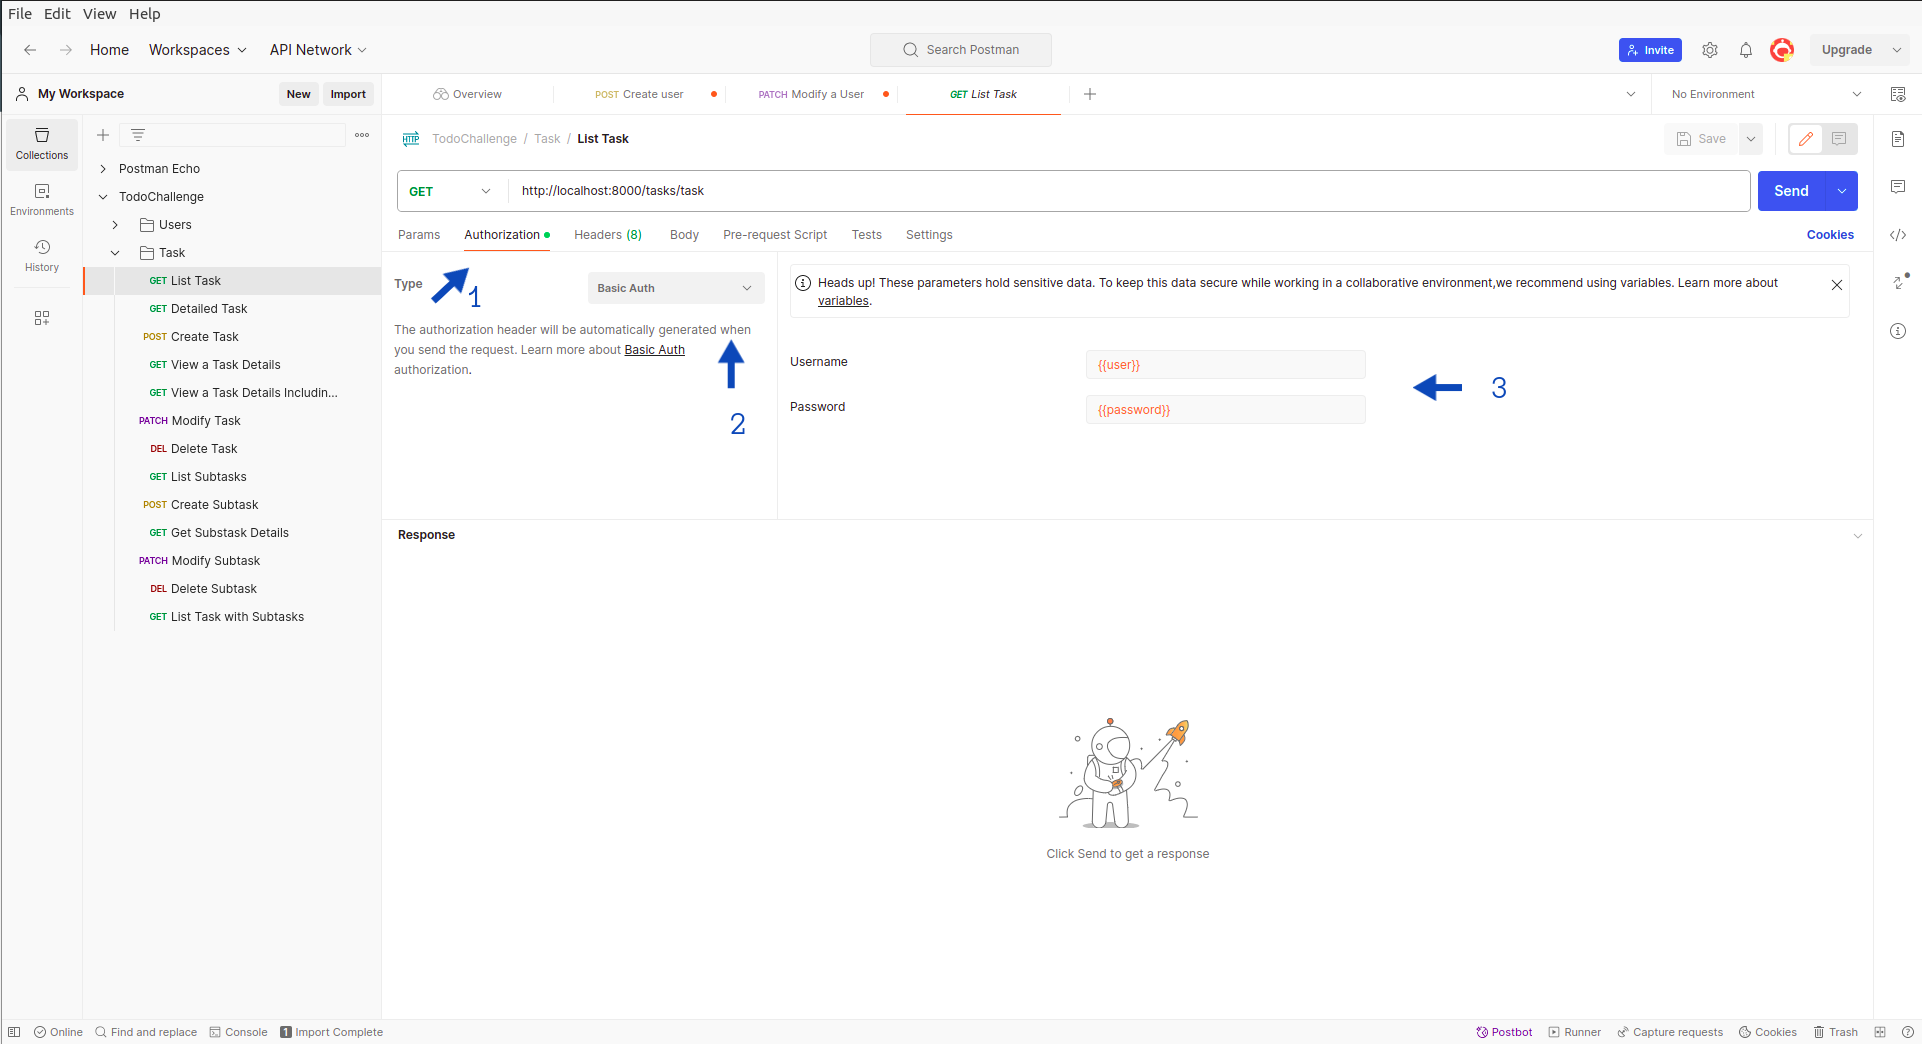 File Edit View Help
Home Workspaces API Network Search Postman Invite Upgrade
My Workspace New Import
Overview POST Create user PATCH Modify a User GET List Task No Environment
Collections
Environments
History
Postman Echo
TodoChallenge
Users
Task
GET List Task
GET Detailed Task
POST Create Task
GET View a Task Details
GET View a Task Details Includin...
PATCH Modify Task
DEL Delete Task
GET List Subtasks
POST Create Subtask
GET Get Substask Details
PATCH Modify Subtask
DEL Delete Subtask
GET List Task with Subtasks
HTTP TodoChallenge / Task / List Task Save
GET http://localhost:8000/tasks/task Send
Params Authorization Headers (8) Body Pre-request Script Tests Settings Cookies
Type Basic Auth
1
The authorization header will be automatically generated when
you send the request. Learn more about Basic Auth
authorization.
2
Heads up! These parameters hold sensitive data. To keep this data secure while working in a collaborative environment,we recommend using variables. Learn more about
variables.
Username {{user}}
Password {{password}}
3
Response
Click Send to get a response
Online Find and replace Console 1 Import Complete Postbot Runner Capture requests Cookies Trash